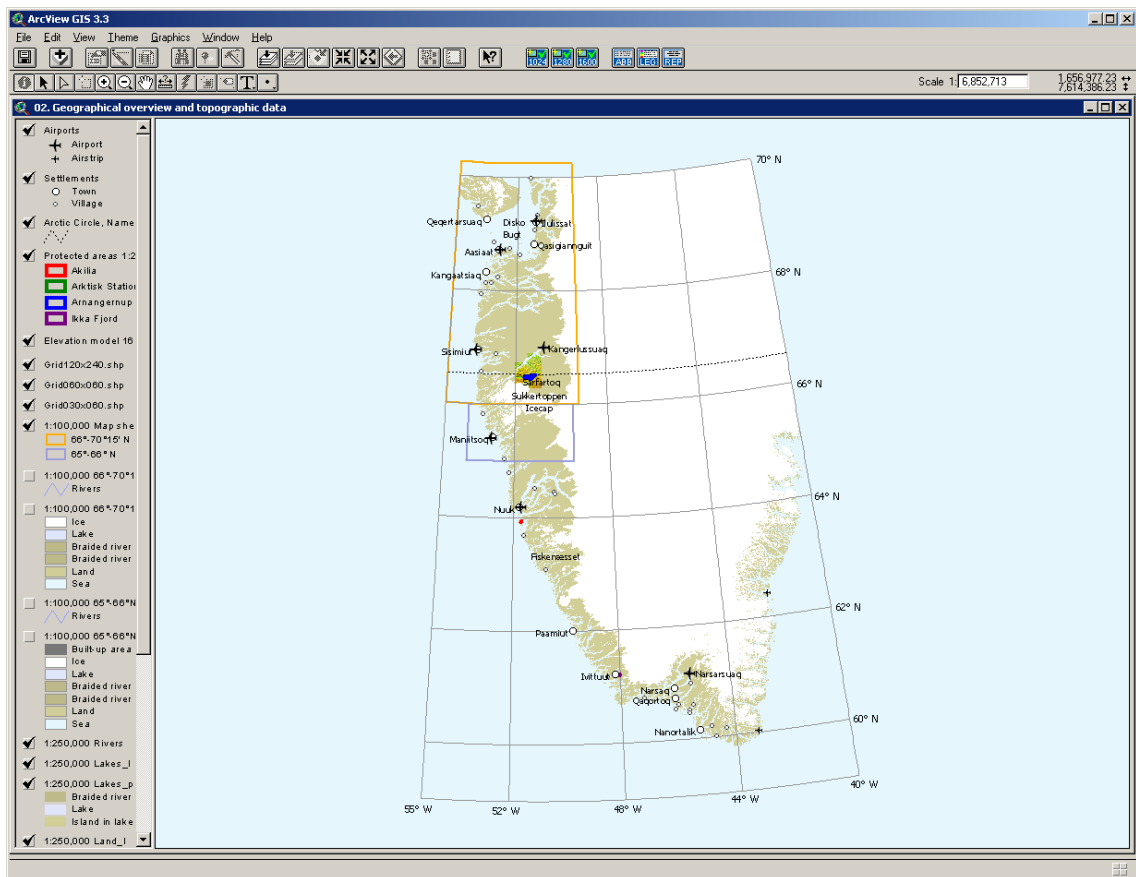 ArcView GIS 3.3
File Edit View Theme Graphics Window Help
1024 1280 1600 ABB LEG REP
T
Scale 1: 6,852,713
1,656,977.23
7,614,386.23
02. Geographical overview and topographic data
Airports
Airport
Airstrip
Settlements
Town
Village
Arctic Circle, Name
Protected areas 1:2
Akilia
Arktisk Station
Arnangernup
Ikka Fjord
Elevation model 16
Grid120x240.shp
Grid060x060.shp
Grid030x060.shp
1:100,000 Map she
66°-70°15' N
65°-66° N
1:100,000 66°-70°1
Rivers
1:100,000 66°-70°1
Ice
Lake
Braided river
Braided river
Land
Sea
1:100,000 65°-66°N
Rivers
1:100,000 65°-66°N
Built-up area
Ice
Lake
Braided river
Braided river
Land
Sea
1:250,000 Rivers
1:250,000 Lakes_l
1:250,000 Lakes_p
Braided river
Lake
Island in lake
1:250,000 Land_l
70° N
Qeqertarsuaq
Disko
Bugt
Ilulissat
Qasigiannguit
Aasiaat
Kangaatsiaq
68° N
Sisimiut
Kangerlussuaq
Sarfartoq
66° N
Sukkertoppen
Icecap
Maniitsoq
64° N
Nuuk
Fiskenæsset
62° N
Paamiut
Ivittuut
Narsarsuaq
Narsaq
Qaqortoq
60° N
Nanortalik
40° W
44° W
55° W
52° W
48° W